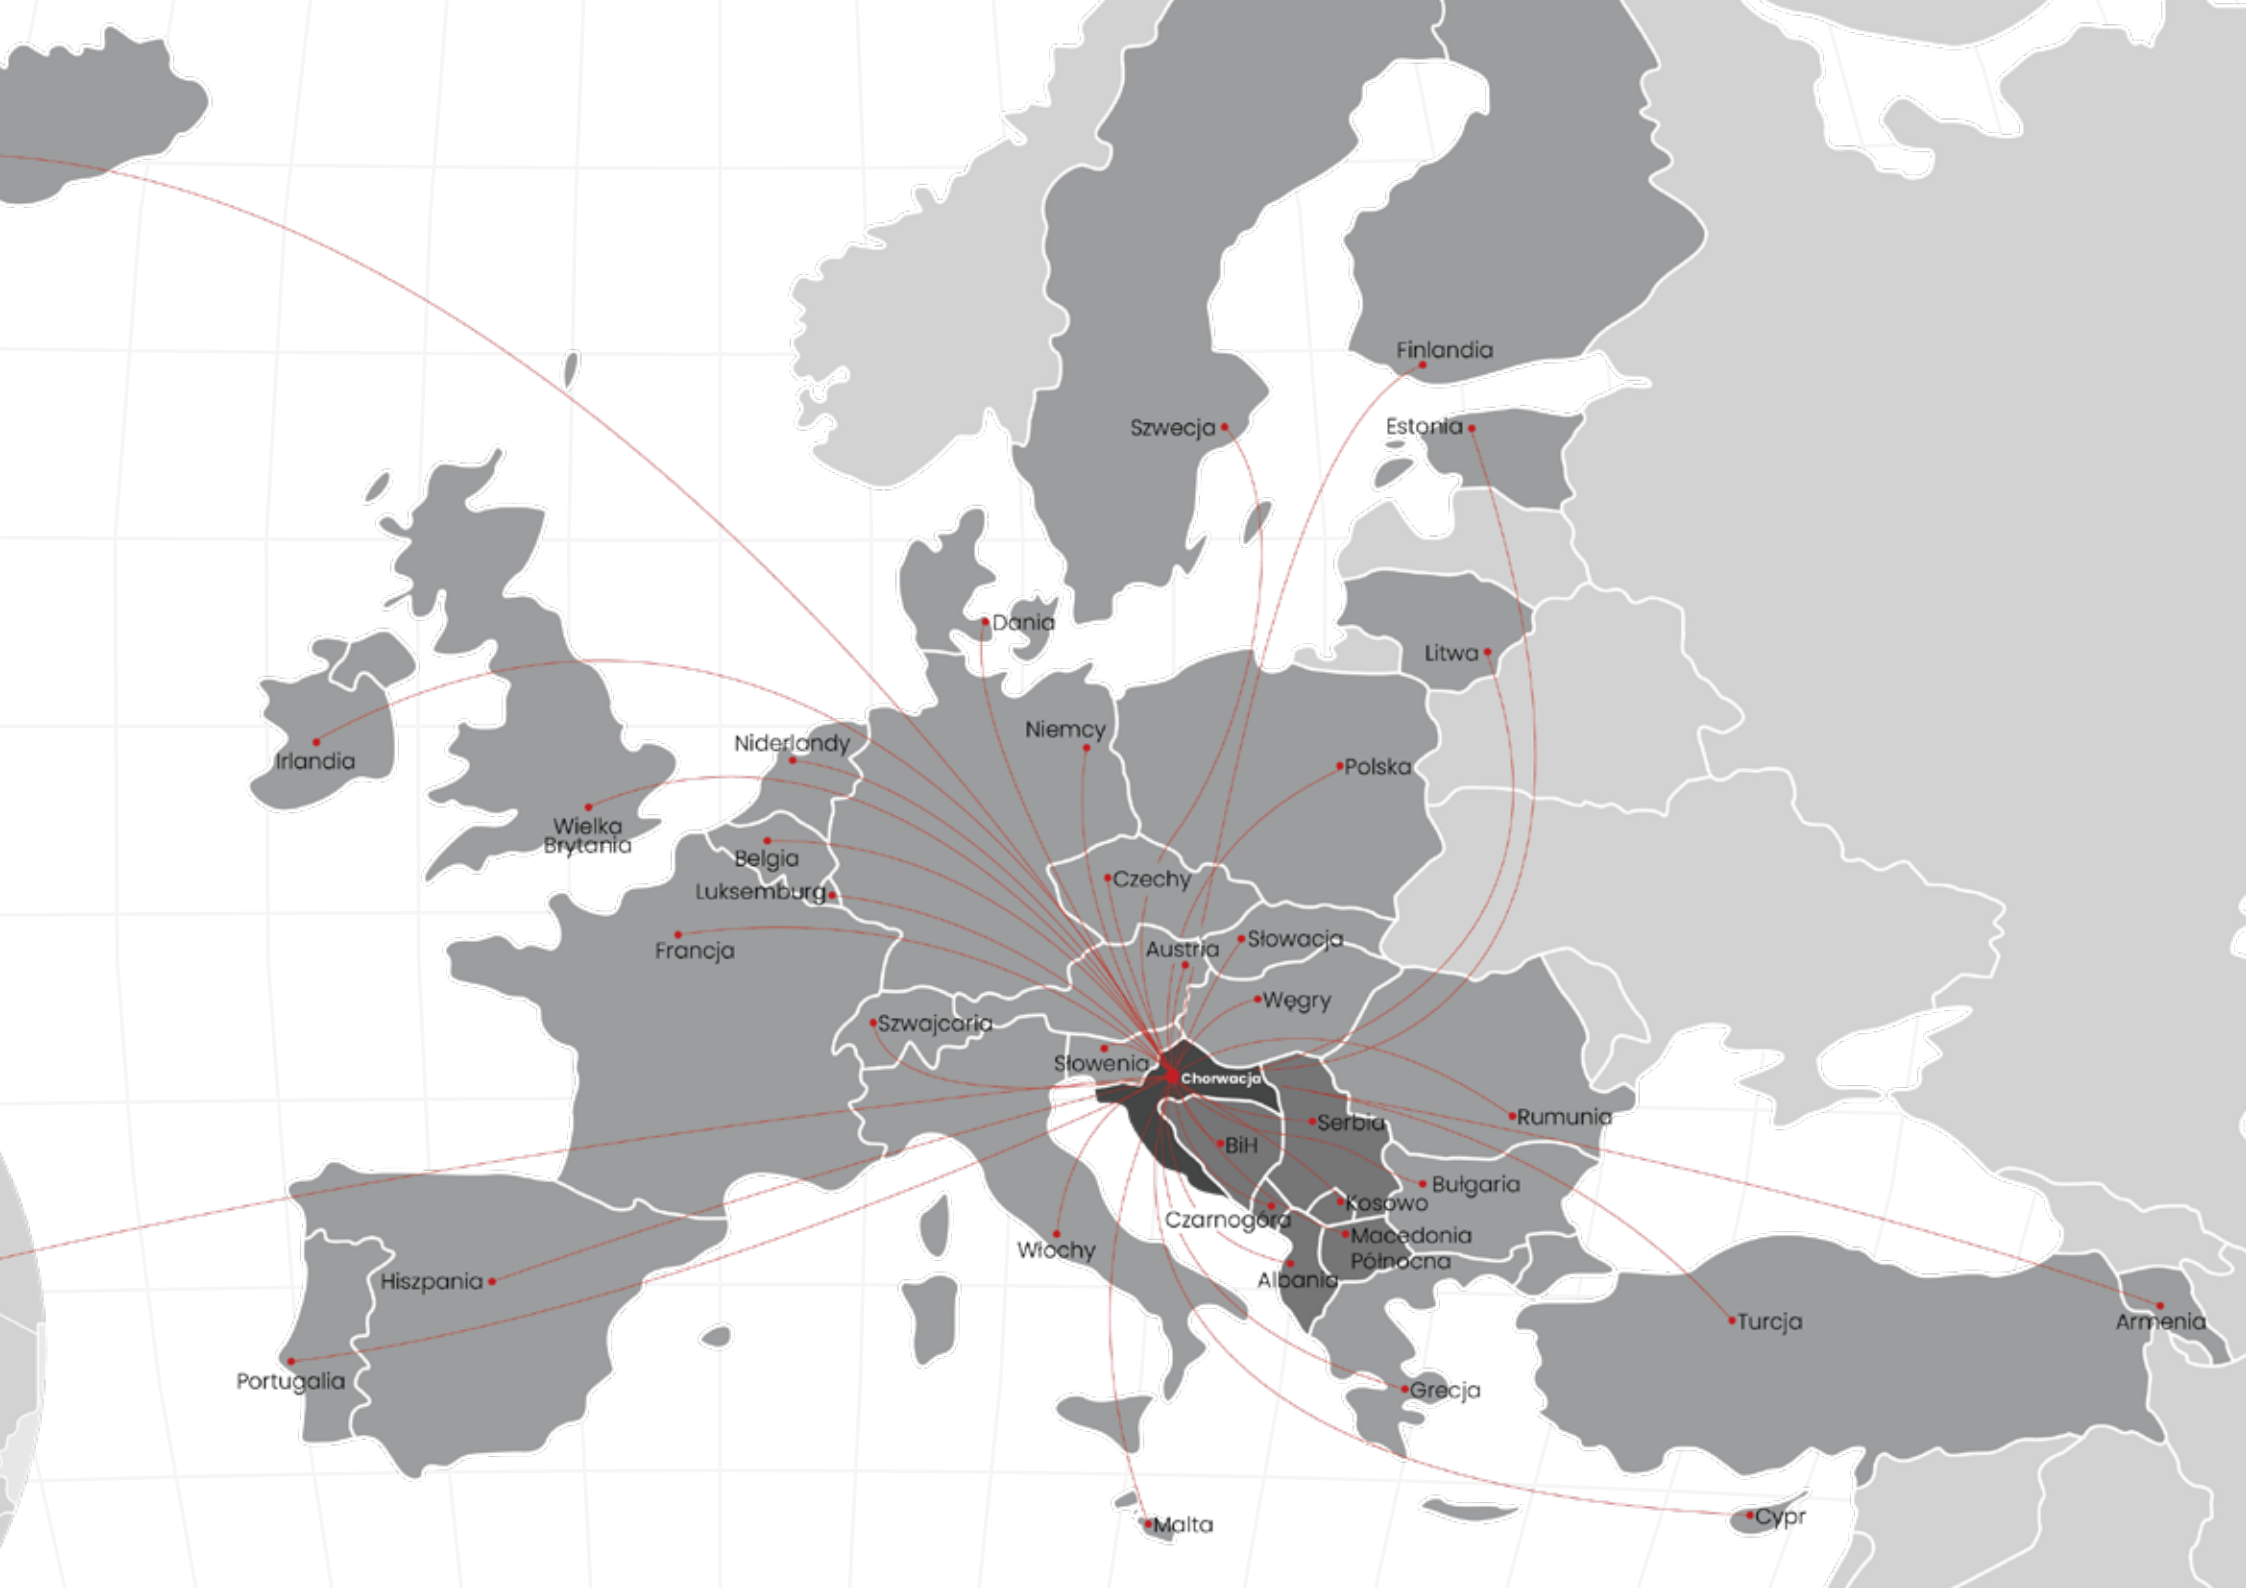 Finlandia
Szwecja
Estonia
Dania
Litwa
Niemcy
Niderlandy
Irlandia
Polska
Wielka
Brytania
Belgia
Czechy
Luksemburg
Francja
Austria
Słowacja
Węgry
Szwajcaria
Słowenia
Chorwacja
Serbia
Rumunia
BiH
Bułgaria
Kosowo
Czarnogóra
Macedonia
Północna
Włochy
Albania
Hiszpania
Turcja
Armenia
Portugalia
Grecja
Cypr
Malta